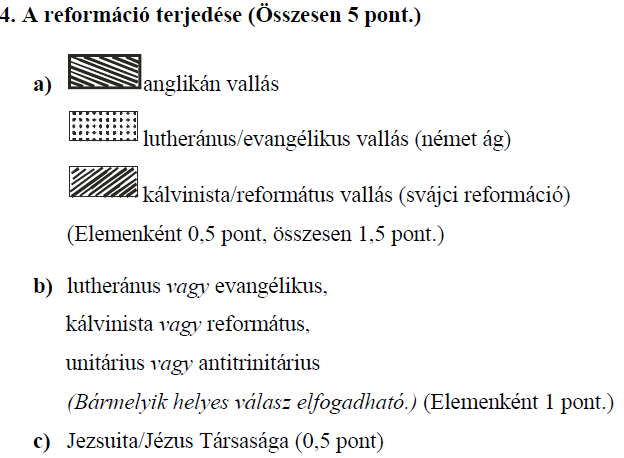 4. A reformáció terjedése (Összesen 5 pont.)
a) anglikán vallás
lutheránus/evangélikus vallás (német ág)
kálvinista/református vallás (svájci reformáció)
(Elemenként 0,5 pont, összesen 1,5 pont.)
b) lutheránus vagy evangélikus,
kálvinista vagy református,
unitárius vagy antitrinitárius
(Bármelyik helyes válasz elfogadható.) (Elemenként 1 pont.)
c) Jezsuita/Jézus Társasága (0,5 pont)